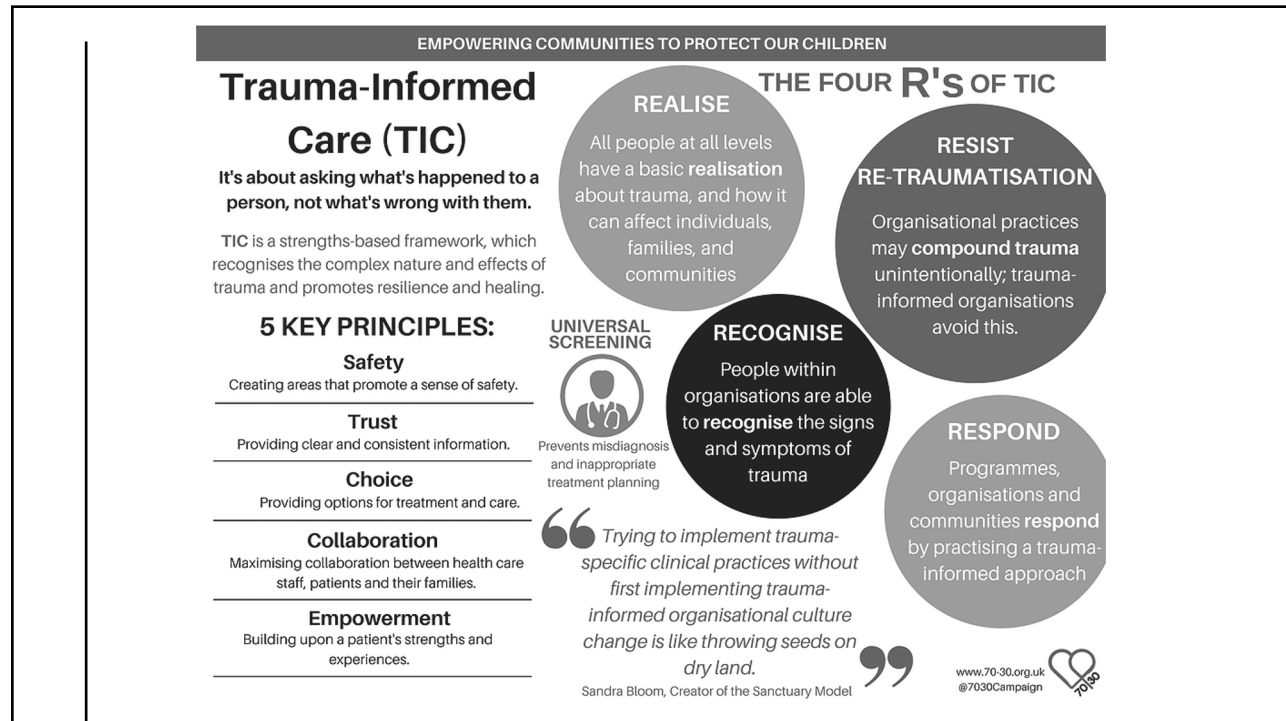 EMPOWERING COMMUNITIES TO PROTECT OUR CHILDREN
Trauma-Informed
Care (TIC)
It's about asking what's happened to a
person, not what's wrong with them.
TIC is a strengths-based framework, which
recognises the complex nature and effects of
trauma and promotes resilience and healing.
5 KEY PRINCIPLES:
Safety
Creating areas that promote a sense of safety.
Trust
Providing clear and consistent information.
Choice
Providing options for treatment and care.
Collaboration
Maximising collaboration between health care
staff, patients and their families.
Empowerment
Building upon a patient's strengths and
experiences.
THE FOUR R'S OF TIC
REALISE
All people at all levels
have a basic realisation
about trauma, and how it
can affect individuals,
families, and
communities
UNIVERSAL
SCREENING
Prevents misdiagnosis
and inappropriate
treatment planning
RECOGNISE
People within
organisations are able
to recognise the signs
and symptoms of
trauma
RESIST
RE-TRAUMATISATION
Organisational practices
may compound trauma
unintentionally; trauma-
informed organisations
avoid this.
RESPOND
Programmes,
organisations and
communities respond
by practising a trauma-
informed approach
“Trying to implement trauma-
specific clinical practices without
first implementing trauma-
informed organisational culture
change is like throwing seeds on
dry land.”
Sandra Bloom, Creator of the Sanctuary Model
www.70-30.org.uk
@7030Campaign
70|30